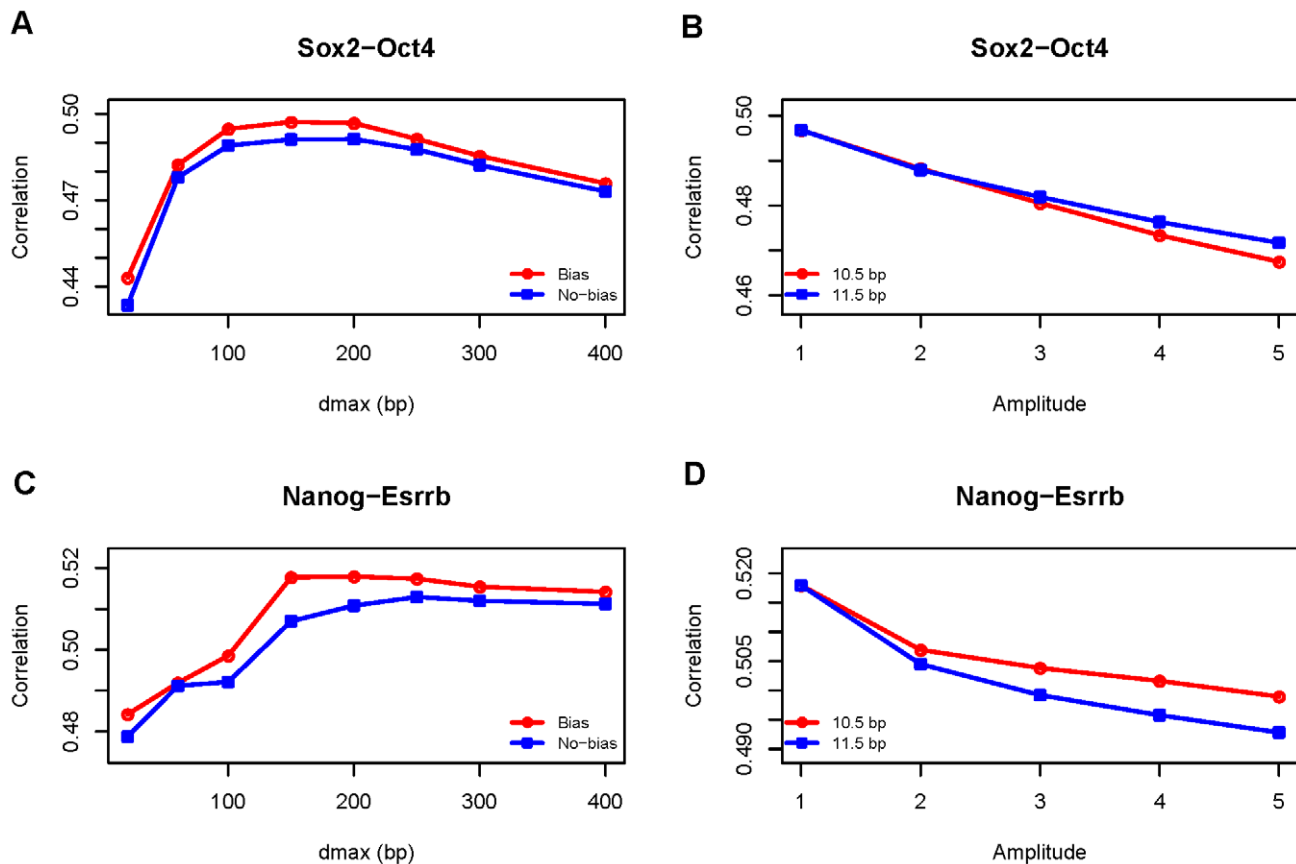 A
Sox2−Oct4
Correlation
0.50
0.47
0.44
Bias
No−bias
100 200 300 400
dmax (bp)
B
Sox2−Oct4
Correlation
0.50
0.48
0.46
10.5 bp
11.5 bp
1 2 3 4 5
Amplitude
C
Nanog−Esrrb
Correlation
0.52
0.50
0.48
Bias
No−bias
100 200 300 400
dmax (bp)
D
Nanog−Esrrb
Correlation
0.520
0.505
0.490
10.5 bp
11.5 bp
1 2 3 4 5
Amplitude